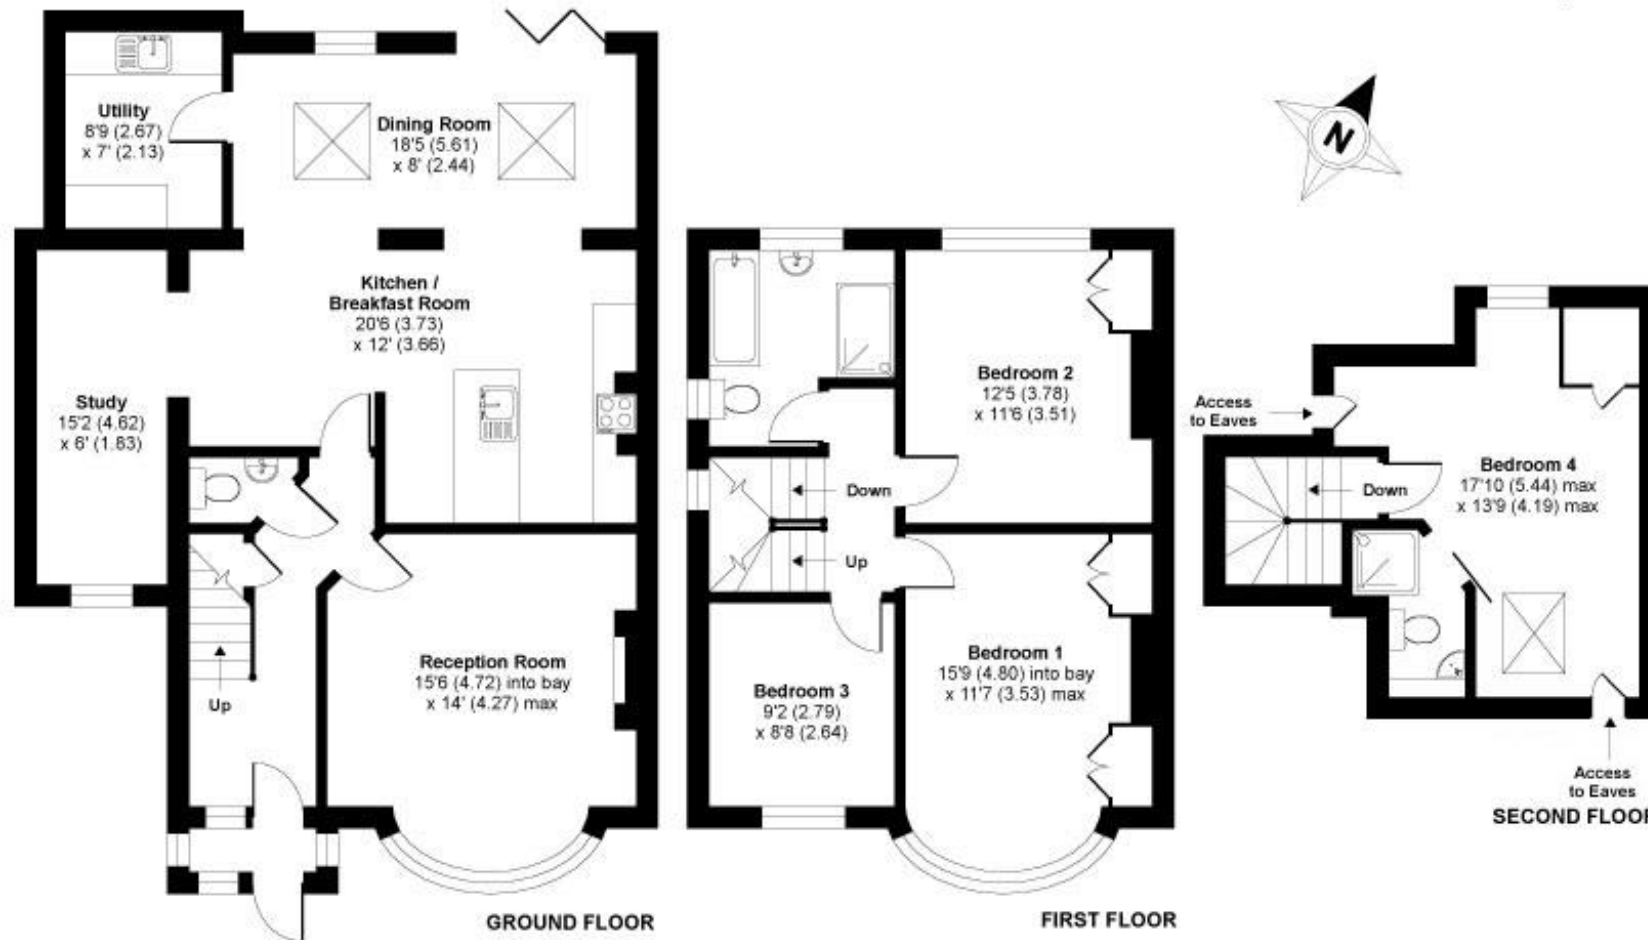 Utility
8'9 (2.67)
x 7' (2.13)
Dining Room
18'5 (5.61)
x 8' (2.44)
Kitchen /
Breakfast Room
20'6 (3.73)
x 12' (3.66)
Study
15'2 (4.62)
x 6' (1.83)
Up
Reception Room
15'6 (4.72) into bay
x 14' (4.27) max
GROUND FLOOR
Bedroom 2
12'5 (3.78)
x 11'6 (3.51)
Down
Up
Bedroom 1
15'9 (4.80) into bay
x 11'7 (3.53) max
Bedroom 3
9'2 (2.79)
x 8'8 (2.64)
FIRST FLOOR
N
Access
to Eaves
Bedroom 4
17'10 (5.44) max
x 13'9 (4.19) max
Down
Access
to Eaves
SECOND FLOOR